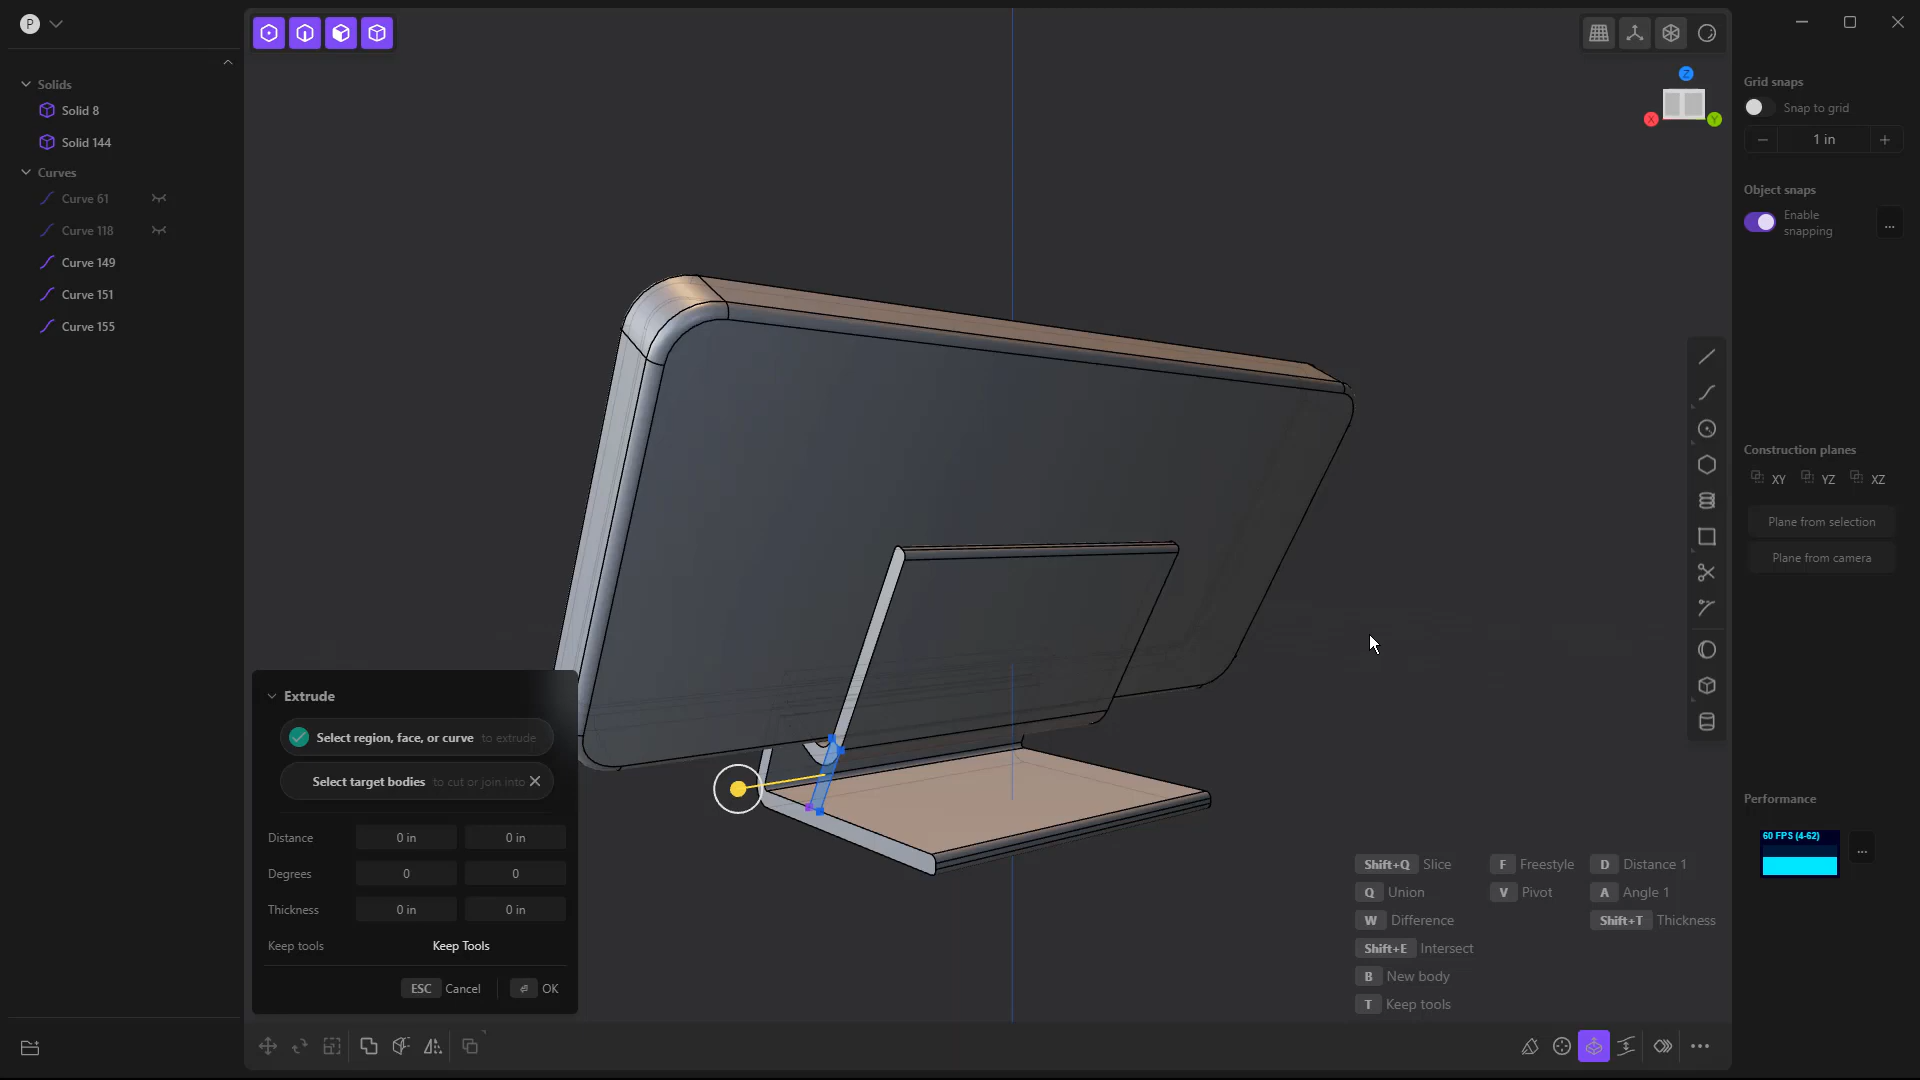 P
Solids
Solid 8
Solid 144
Curves
Curve 61
Curve 118
Curve 149
Curve 151
Curve 155
Z
X
Y
Grid snaps
Snap to grid
1 in
Object snaps
Enable
snapping
...
Construction planes
XY YZ XZ
Plane from selection
Plane from camera
Performance
60 FPS (4-62)
...
Extrude
Select region, face, or curve to extrude
Select target bodies to cut or join into
Distance 0 in 0 in
Degrees 0 0
Thickness 0 in 0 in
Keep tools Keep Tools
ESC Cancel OK
Shift+Q Slice F Freestyle D Distance 1
Q Union V Pivot A Angle 1
W Difference Shift+T Thickness
Shift+E Intersect
B New body
T Keep tools